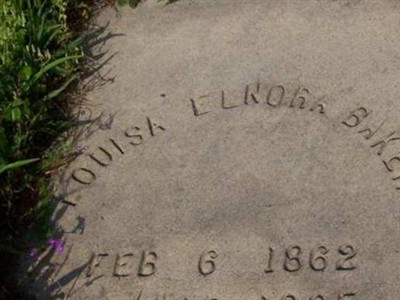 LOUISA ELNORA BAKER
FEB 6 1862